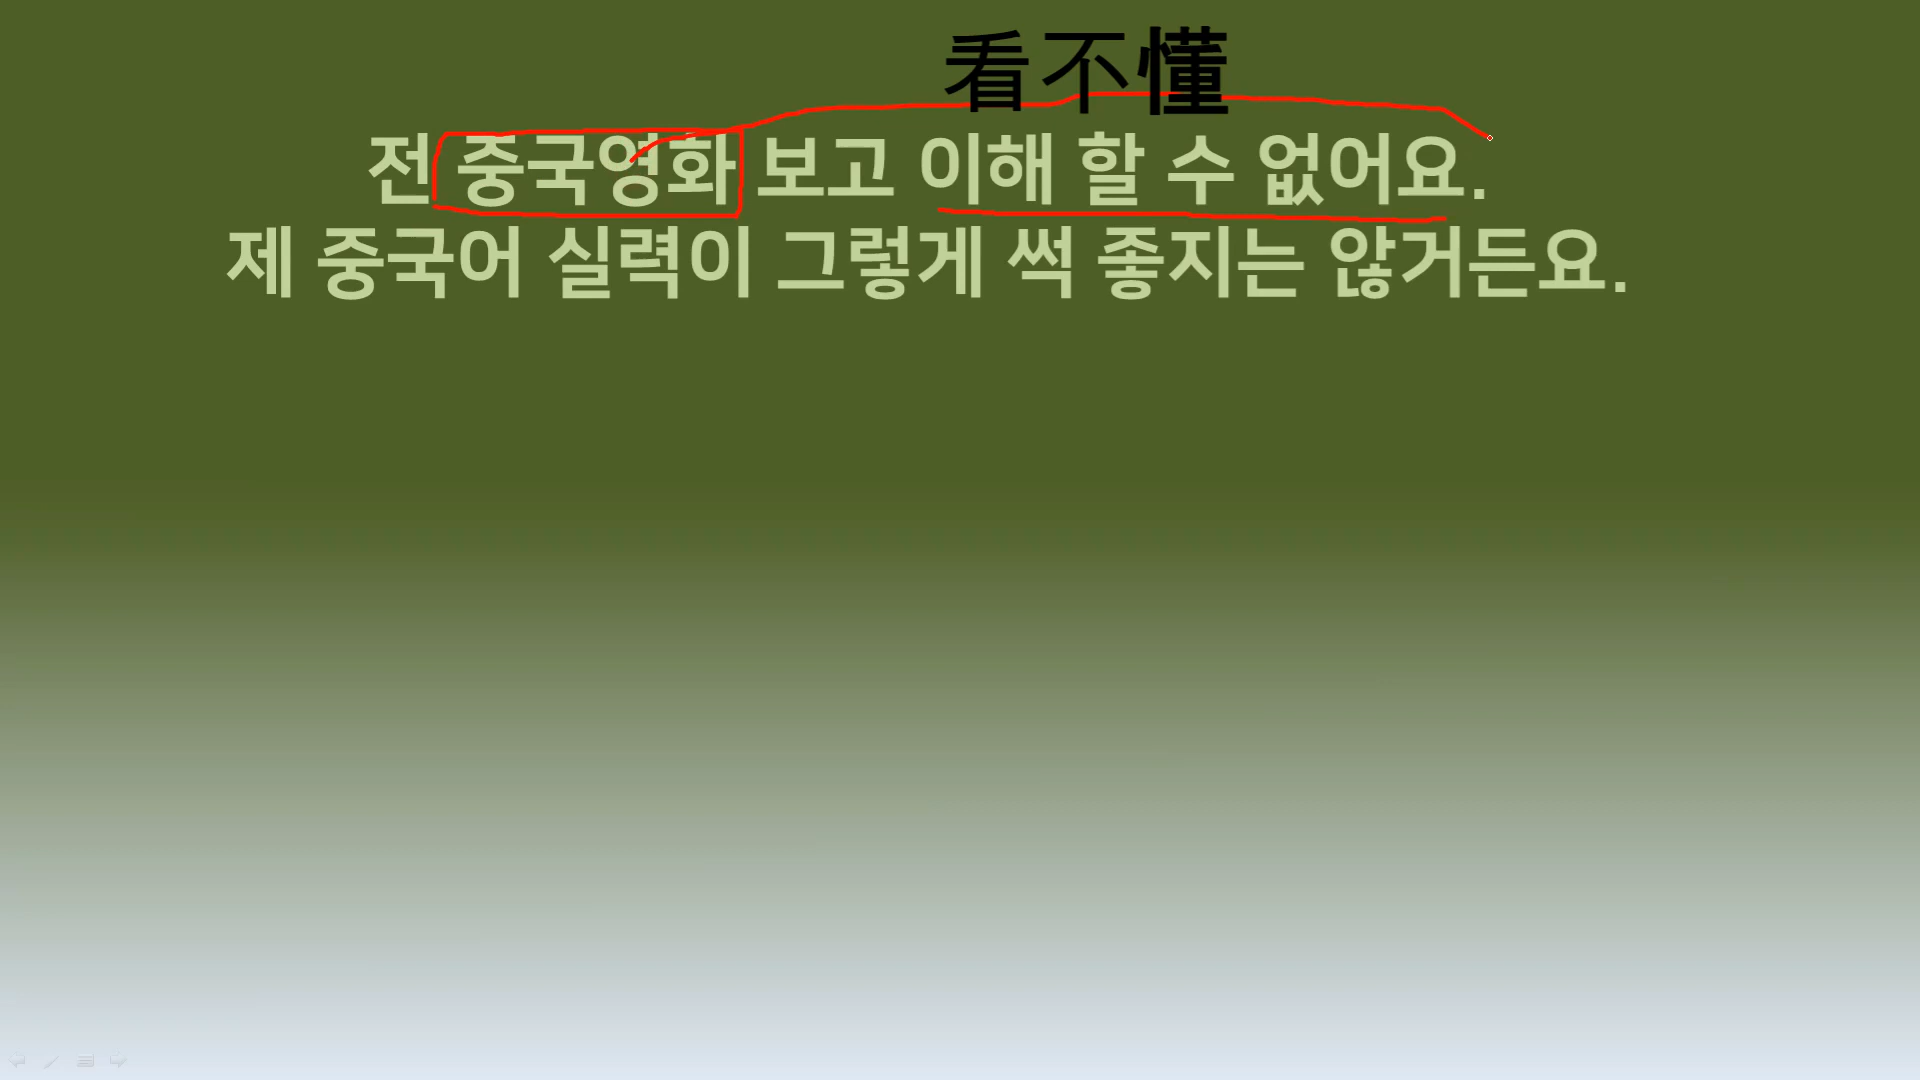 看不懂
전 중국영화 보고 이해 할 수 없어요.
제 중국어 실력이 그렇게 썩 좋지는 않거든요.